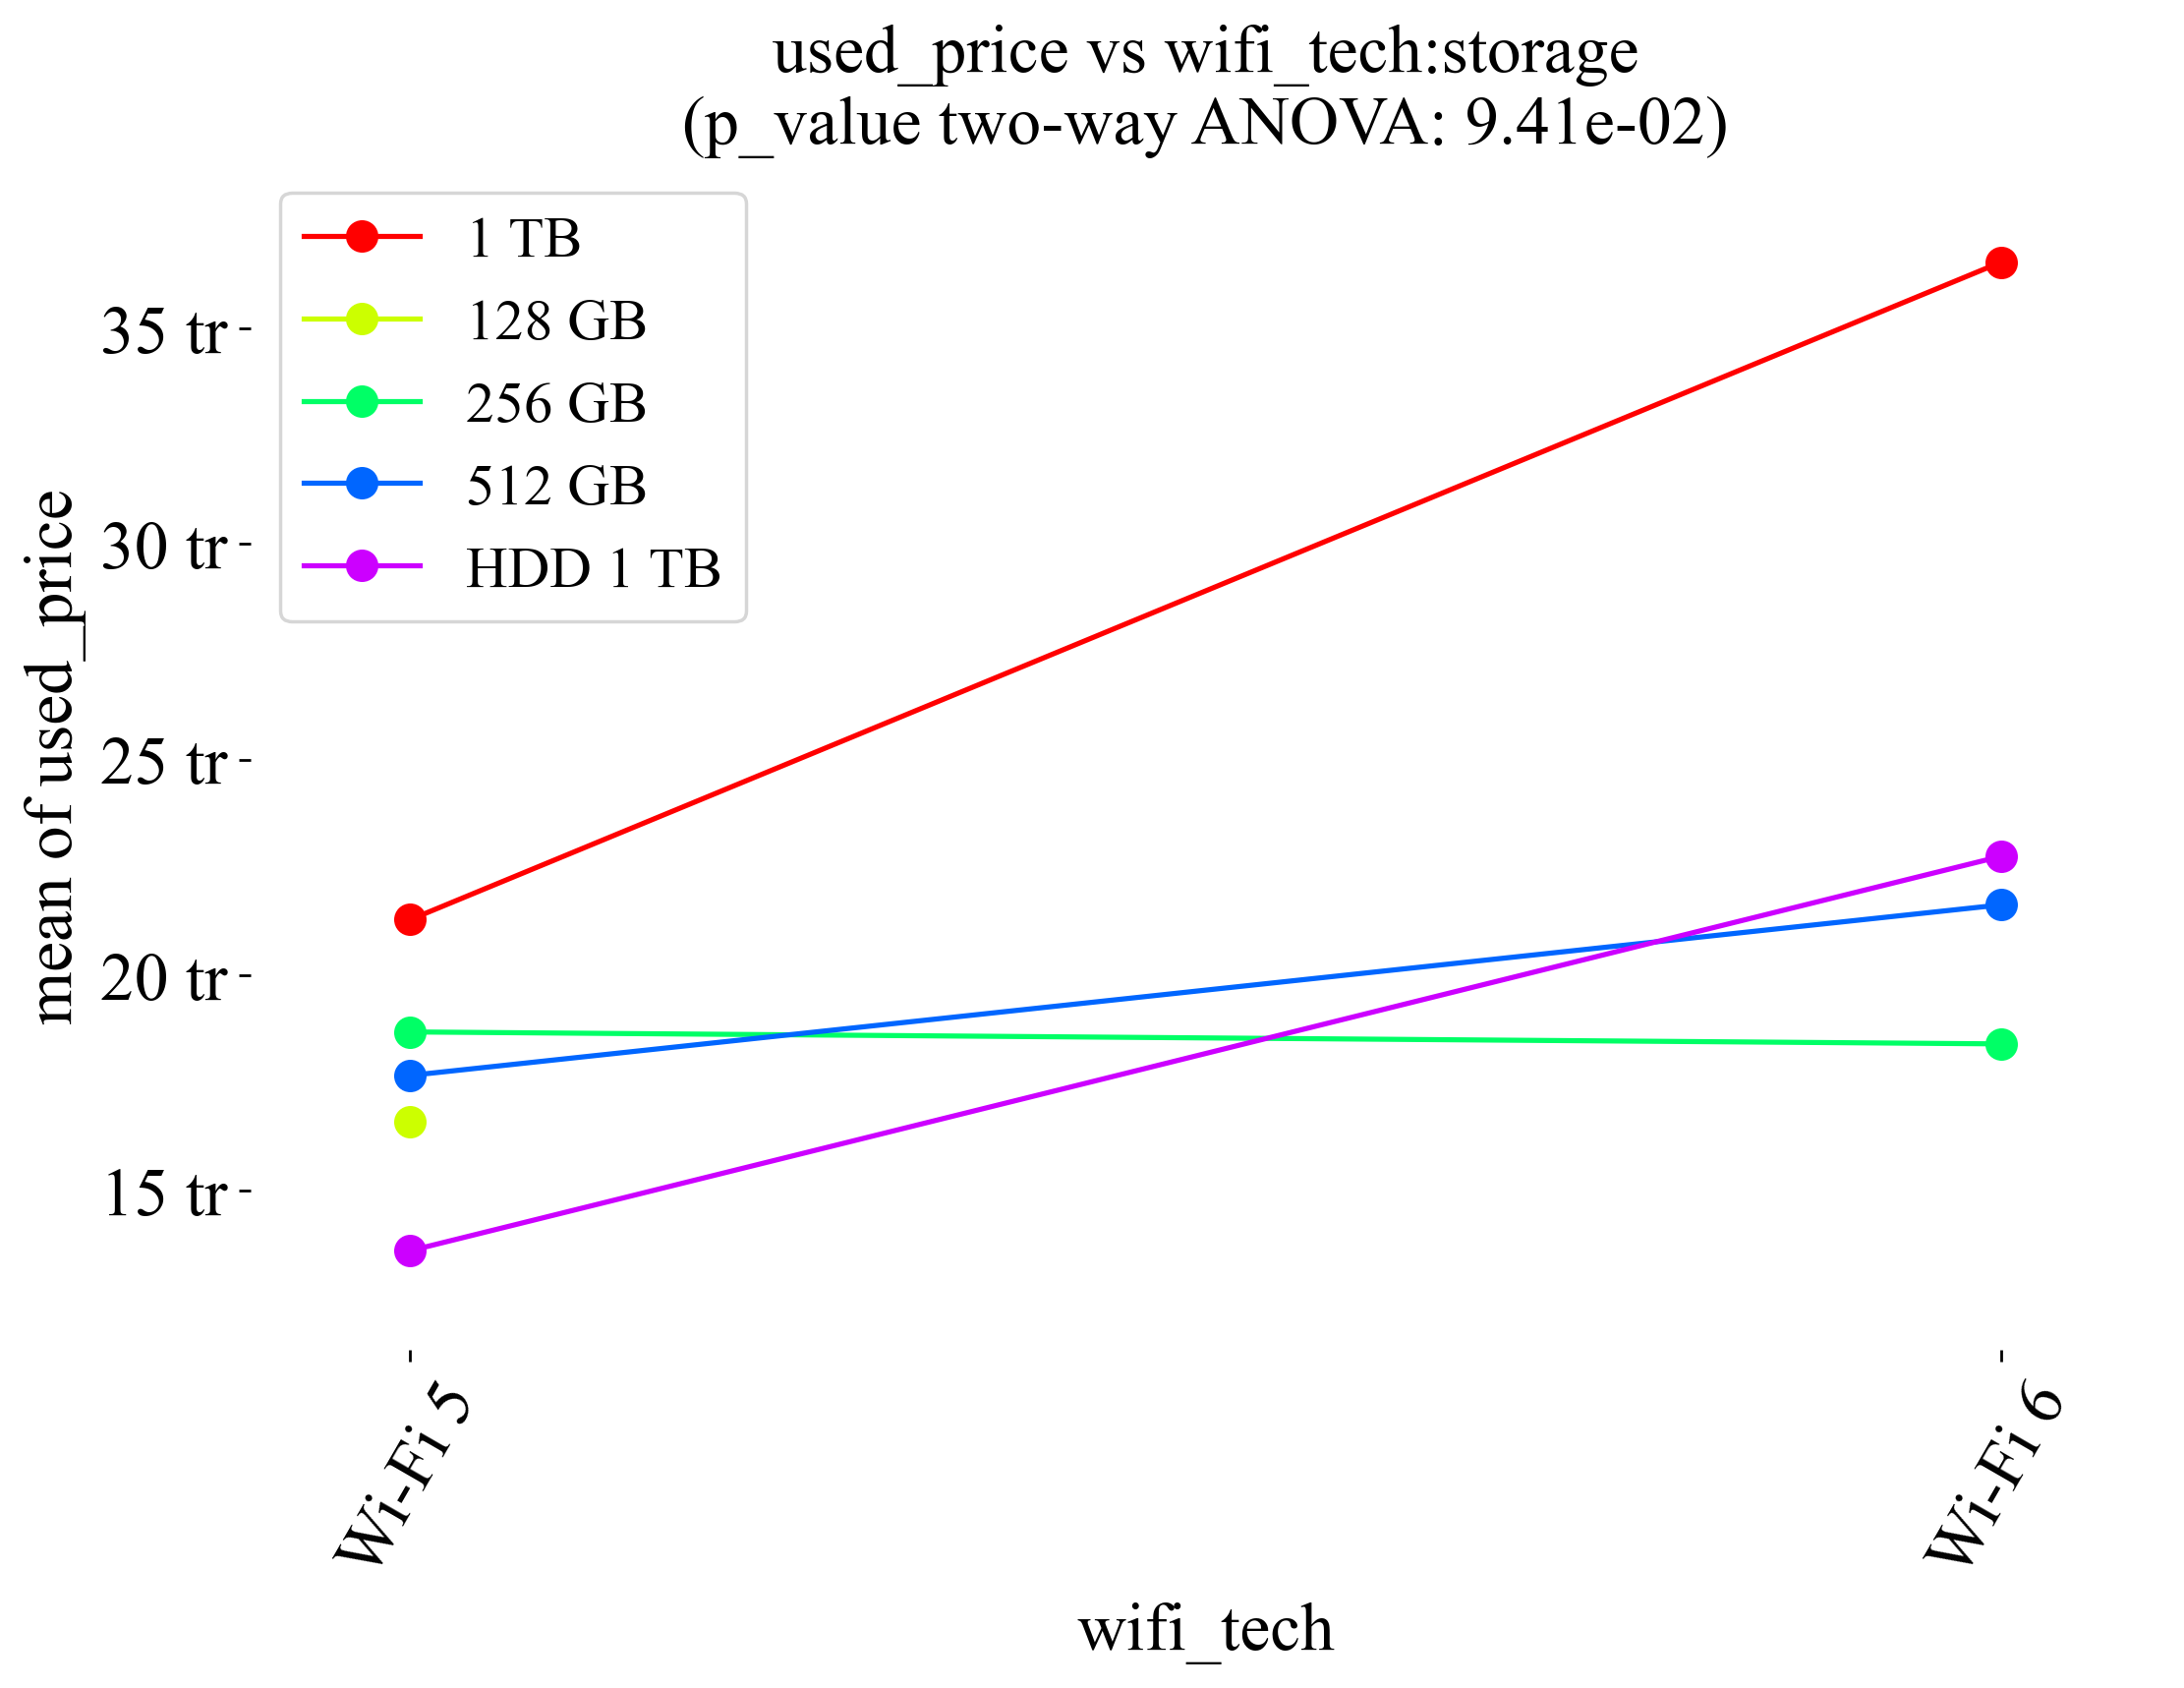 used_price vs wifi_tech:storage
(p_value two-way ANOVA: 9.41e-02)
1 TB
128 GB
256 GB
512 GB
HDD 1 TB
mean of used_price
35 tr
30 tr
25 tr
20 tr
15 tr
Wi-Fi 5
Wi-Fi 6
wifi_tech